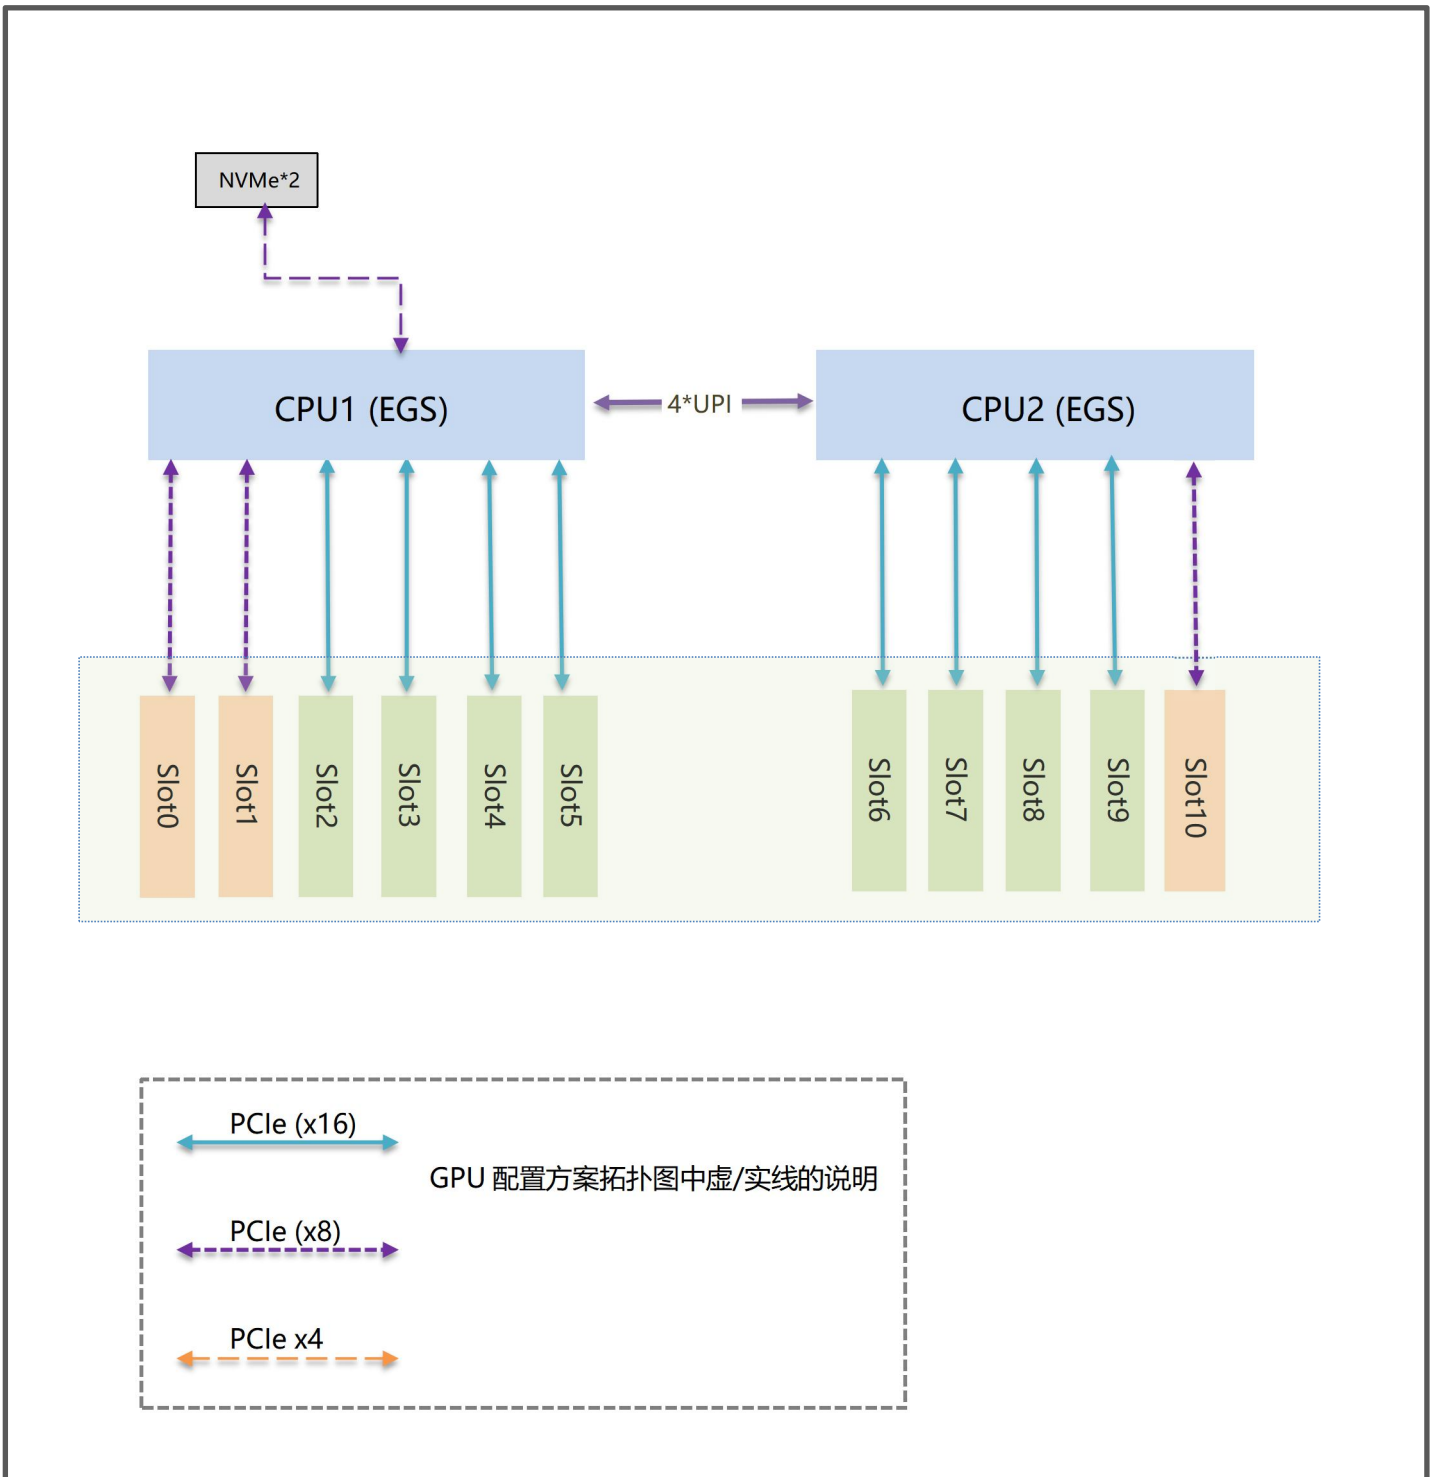 NVMe*2
CPU1 (EGS)
4*UPI
CPU2 (EGS)
Slot0
Slot1
Slot2
Slot3
Slot4
Slot5
Slot6
Slot7
Slot8
Slot9
Slot10
PCIe (x16)
GPU 配置方案拓扑图中虚/实线的说明
PCIe (x8)
PCIe x4